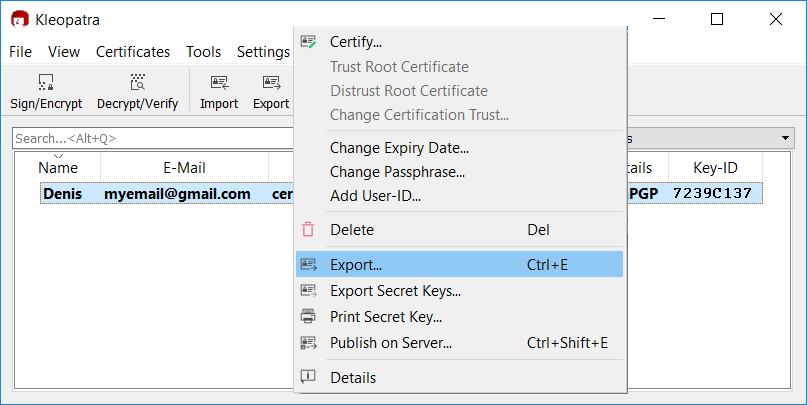 Kleopatra
File View Certificates Tools Settings
Sign/Encrypt Decrypt/Verify Import Export
Search...<Alt+Q>
Name E-Mail tails Key-ID
Denis myemail@gmail.com cer PGP 7239C137
Certify...
Trust Root Certificate
Distrust Root Certificate
Change Certification Trust...
Change Expiry Date...
Change Passphrase...
Add User-ID...
Delete Del
Export... Ctrl+E
Export Secret Keys...
Print Secret Key...
Publish on Server... Ctrl+Shift+E
Details